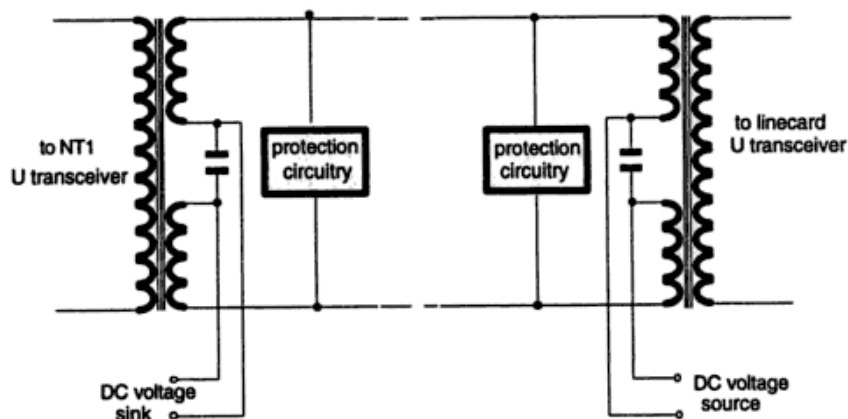 to NT1
U transceiver
protection
circuitry
protection
circuitry
to linecard
U transceiver
DC voltage
sink
DC voltage
source